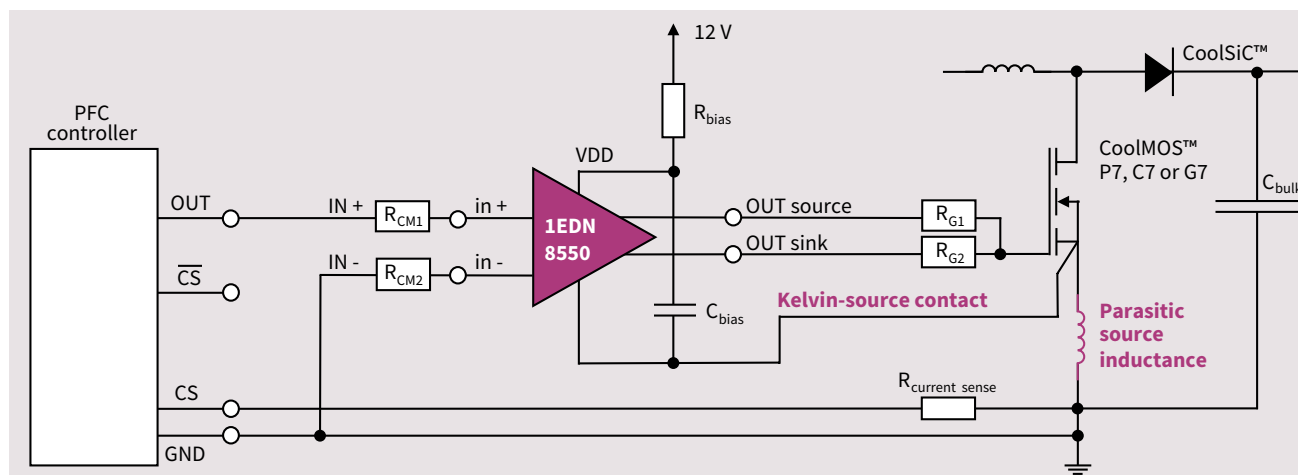 12 V
CoolSiC™
PFC
controller
R bias
VDD
CoolMOS™
P7, C7 or G7
C bulk
OUT
IN +
R CM1
in +
1EDN
8550
OUT source
R G1
CS
IN -
R CM2
in -
OUT sink
R G2
Kelvin-source contact
C bias
Parasitic
source
inductance
CS
R current sense
GND